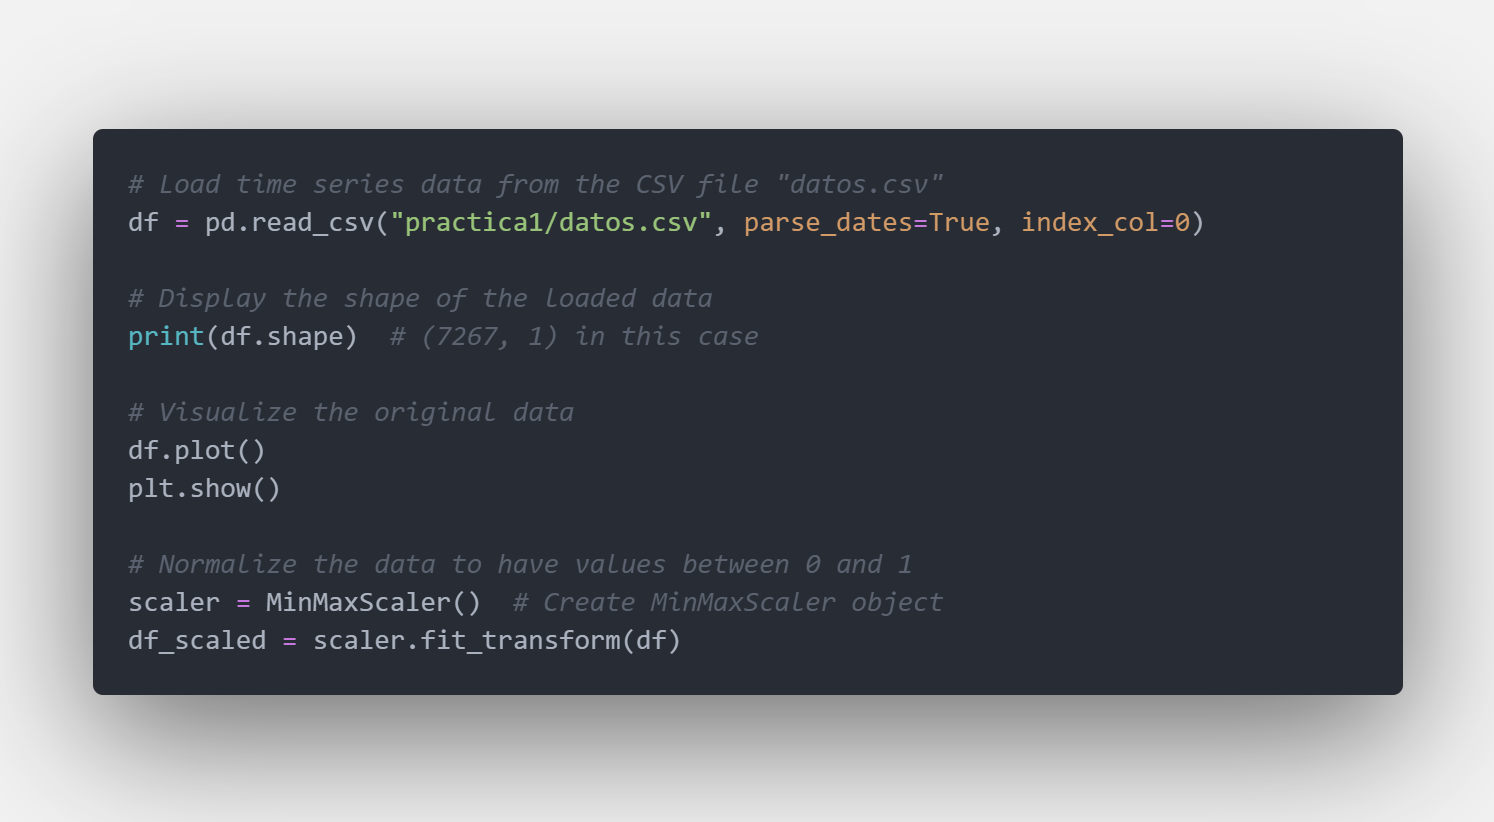 # Load time series data from the CSV file "datos.csv"
df = pd.read_csv("practica1/datos.csv", parse_dates=True, index_col=0)
# Display the shape of the loaded data
print(df.shape)  # (7267, 1) in this case
# Visualize the original data
df.plot()
plt.show()
# Normalize the data to have values between 0 and 1
scaler = MinMaxScaler()  # Create MinMaxScaler object
df_scaled = scaler.fit_transform(df)